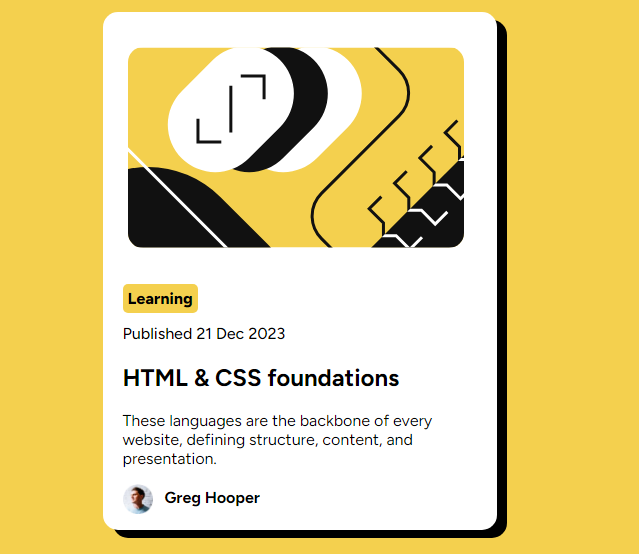 Learning
Published 21 Dec 2023
HTML & CSS foundations
These languages are the backbone of every
website, defining structure, content, and
presentation.
Greg Hooper